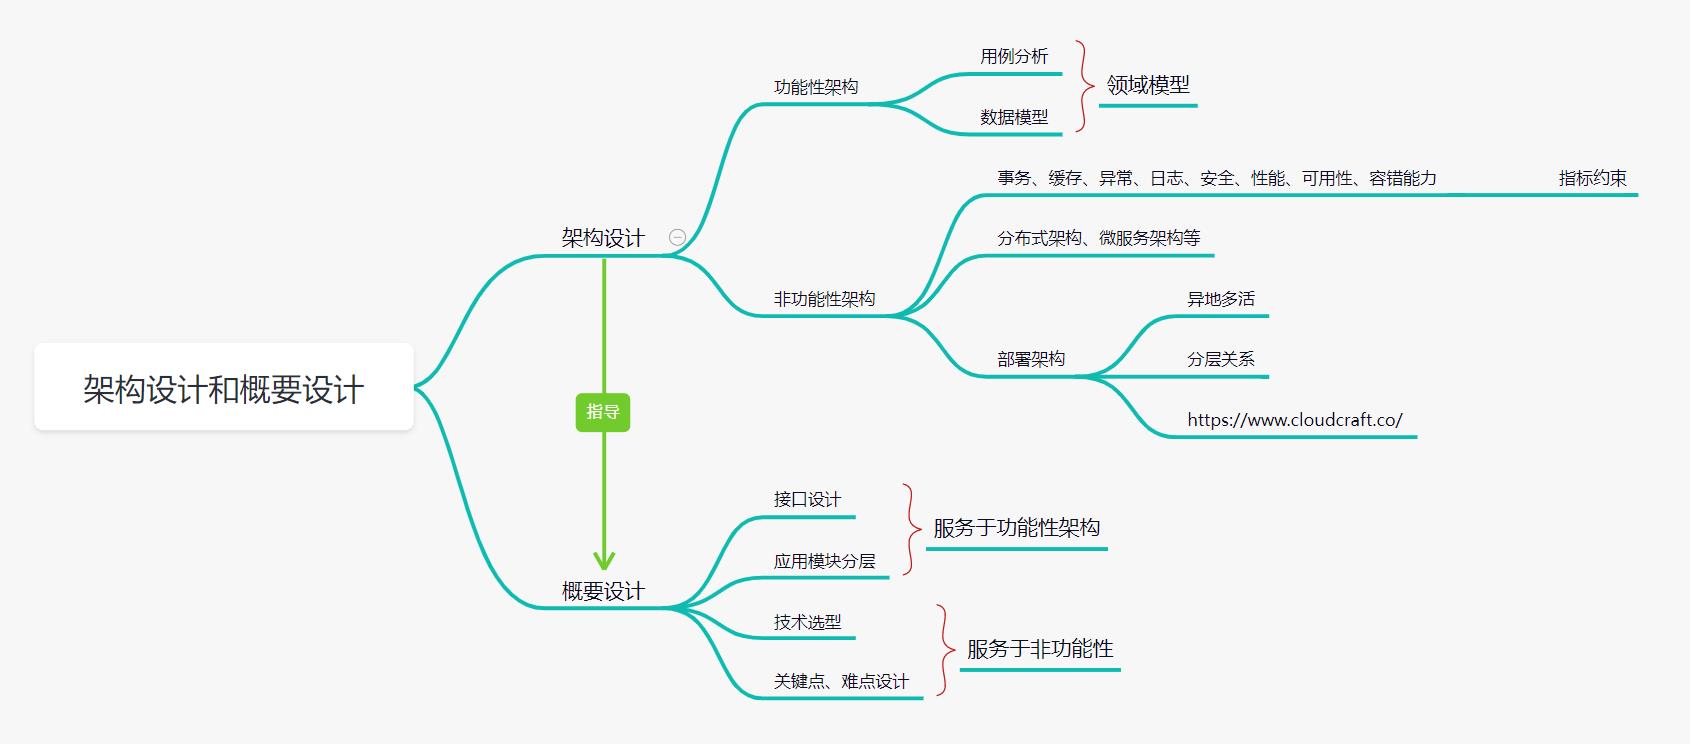 用例分析
功能性架构
领域模型
数据模型
事务、缓存、异常、日志、安全、性能、可用性、容错能力
指标约束
架构设计
分布式架构、微服务架构等
非功能性架构
异地多活
部署架构
分层关系
https://www.cloudcraft.co/
架构设计和概要设计
指导
接口设计
服务于功能性架构
应用模块分层
概要设计
技术选型
服务于非功能性
关键点、难点设计